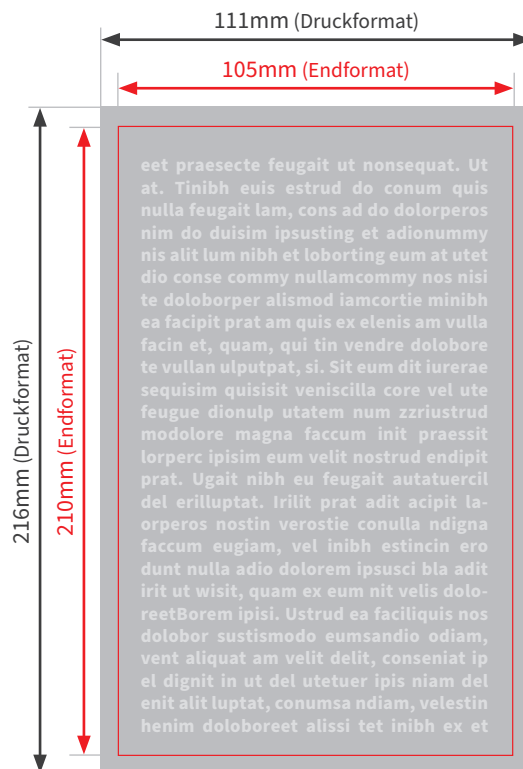 111mm (Druckformat)
105mm (Endformat)
216mm (Druckformat)
210mm (Endformat)
eet praesecte feugait ut nonsequat. Ut
at. Tinibh euis estrud do conum quis
nulla feugait lam, cons ad do dolorperos
nim do duisim ipsusting et adionummy
nis alit lum nibh et loborting eum at utet
dio conse commy nullamcommy nos nisi
te doloborper alismod iamcortie minibh
ea facipit prat am quis ex elenis am vulla
facin et, quam, qui tin vendre dolobore
te vullan ulputpat, si. Sit eum dit iurerae
sequisim quisisit veniscilla core vel ute
feugue dionulp utatem num zzriustrud
modolore magna faccum init praessit
lorperc ipisim eum velit nostrud endipit
prat. Ugait nibh eu feugait autatuercil
del erilluptat. Irilit prat adit acipit la-
orperos nostin verostie conulla ndigna
faccum eugiam, vel inibh estincin ero
dunt nulla adio dolorem ipsusci bla adit
irit ut wisit, quam ex eum nit velis dolo-
reetBorem ipisi. Ustrud ea faciliquis nos
dolobor sustismodo eumsandio odiam,
vent aliquat am velit delit, conseniat ip
el dignit in ut del utetuer ipis niam del
enit alit luptat, conumsa ndiam, velestin
henim doloboreet alissi tet inibh ex et